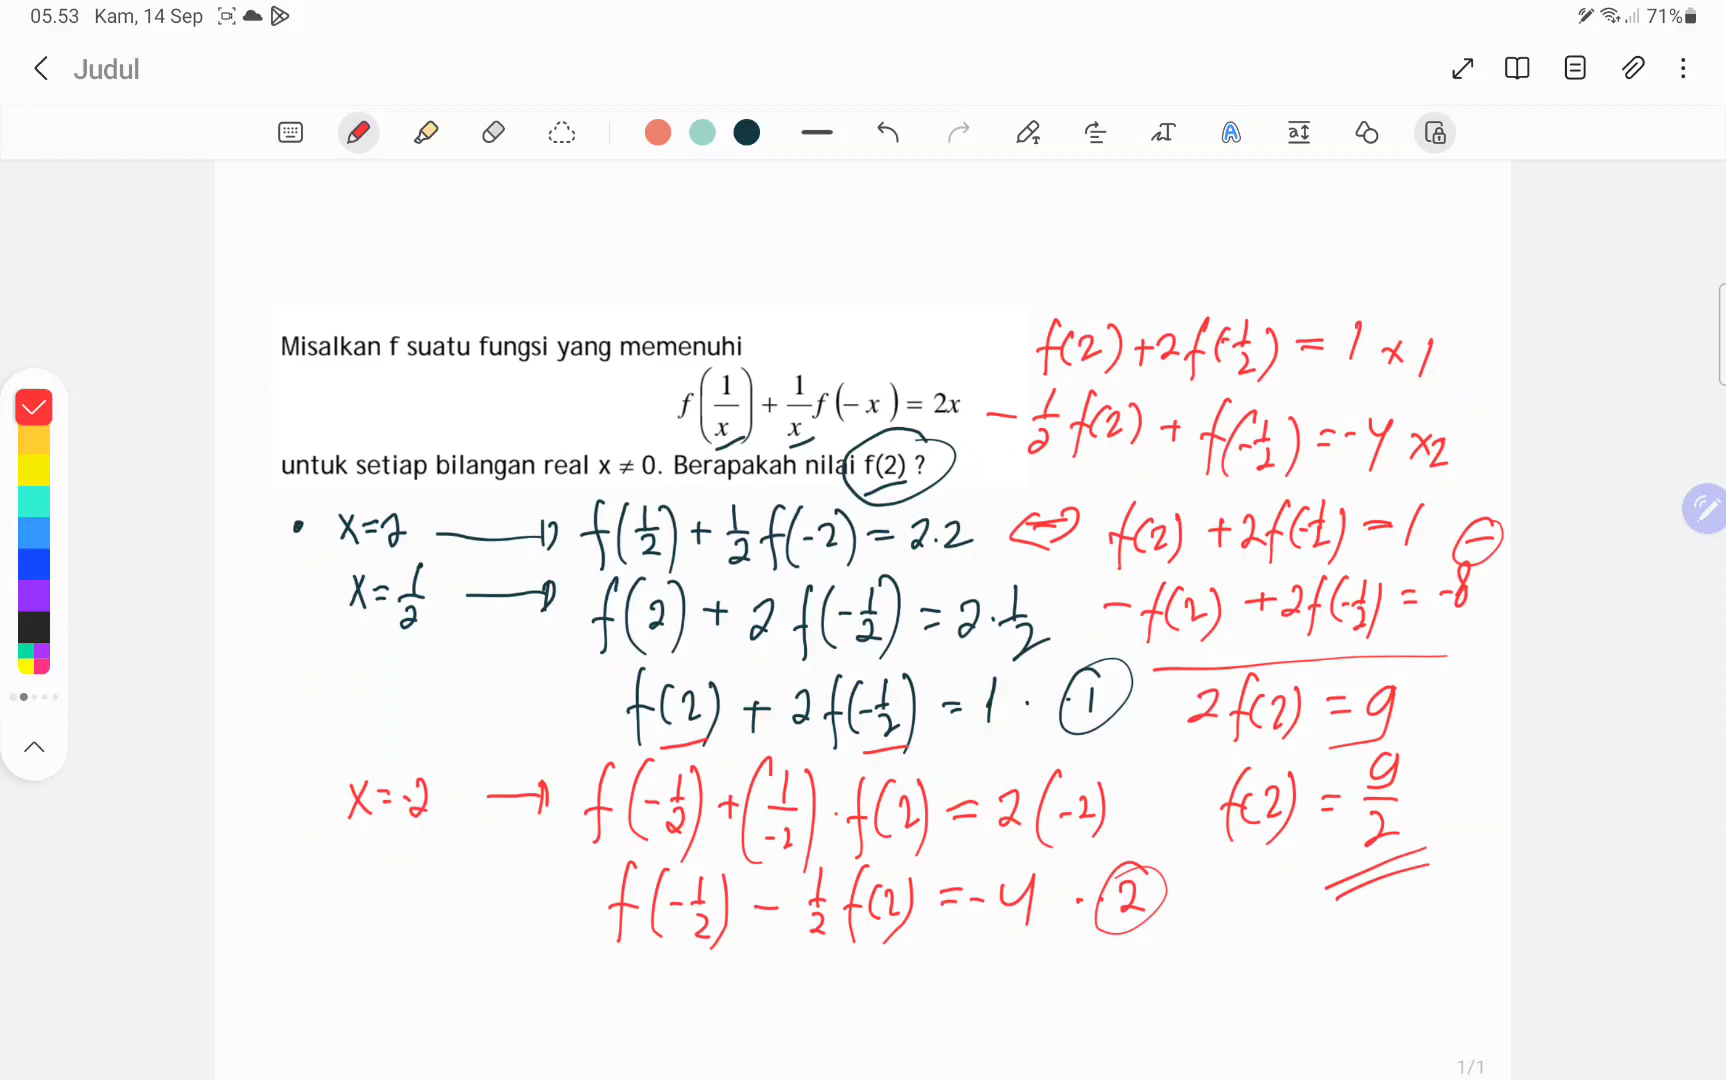 05.53 Kam, 14 Sep
71%
Judul
Misalkan f suatu fungsi yang memenuhi
f(1/x) + 1/x f(-x) = 2x
untuk setiap bilangan real x ≠ 0. Berapakah nilai f(2) ?
• x=2 → f(1/2) + 1/2 f(-2) = 2.2
x=1/2 → f(2) + 2 f(-1/2) = 2.1/2
f(2) + 2f(-1/2) = 1 · 1
x=-2 → f(-1/2) + (1/-2) · f(2) = 2(-2)
f(-1/2) - 1/2 f(2) = -4 · · 2
f(2) + 2f(-1/2) = 1 × 1
- 1/2 f(2) + f(-1/2) = -4 ×2
⇔ f(2) + 2f(-1/2) = 1 −
- f(2) + 2f(-1/2) = -8
2f(2) = 9
f(2) = 9/2
1/1